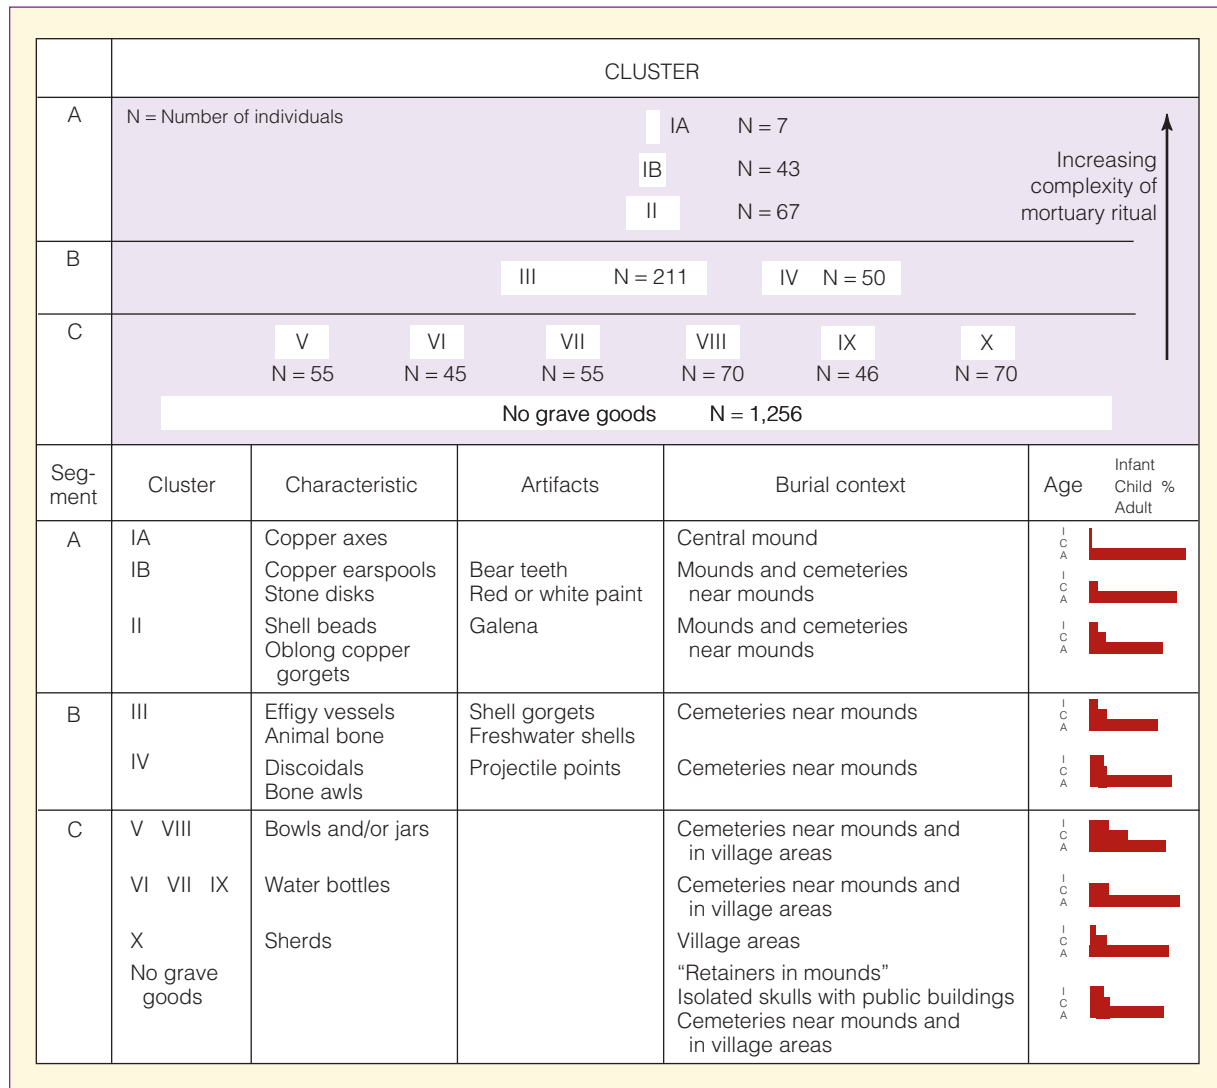 CLUSTER
A
N = Number of individuals
IA N = 7
IB N = 43
II N = 67
Increasing
complexity of
mortuary ritual
B
III N = 211 IV N = 50
C
V VI VII VIII IX X
N = 55 N = 45 N = 55 N = 70 N = 46 N = 70
No grave goods N = 1,256
Seg-
ment
Cluster
Characteristic
Artifacts
Burial context
Age
Infant
Child %
Adult
A
IA
Copper axes
Central mound
I
C
A
IB
Copper earspools
Stone disks
Bear teeth
Red or white paint
Mounds and cemeteries
near mounds
I
C
A
II
Shell beads
Oblong copper
gorgets
Galena
Mounds and cemeteries
near mounds
I
C
A
B
III
Effigy vessels
Animal bone
Shell gorgets
Freshwater shells
Cemeteries near mounds
I
C
A
IV
Discoidals
Bone awls
Projectile points
Cemeteries near mounds
I
C
A
C
V VIII
Bowls and/or jars
Cemeteries near mounds and
in village areas
I
C
A
VI VII IX
Water bottles
Cemeteries near mounds and
in village areas
I
C
A
X
Sherds
Village areas
I
C
A
No grave
goods
“Retainers in mounds”
Isolated skulls with public buildings
Cemeteries near mounds and
in village areas
I
C
A